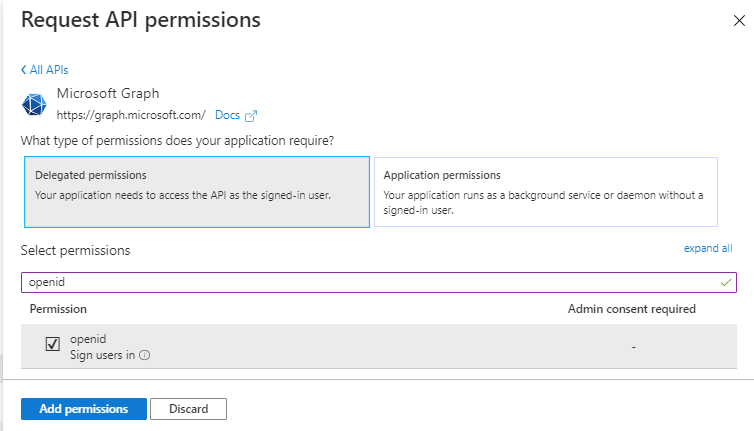 Request API permissions
All APIs
Microsoft Graph
https://graph.microsoft.com/ Docs
What type of permissions does your application require?
Delegated permissions
Your application needs to access the API as the signed-in user.
Application permissions
Your application runs as a background service or daemon without a
signed-in user.
Select permissions
expand all
openid
Permission
Admin consent required
openid
Sign users in
-
Add permissions
Discard